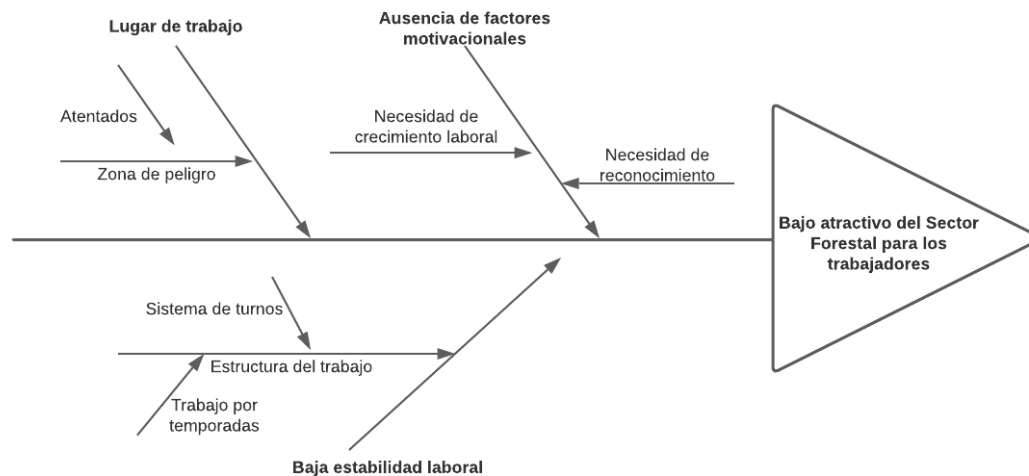 Lugar de trabajo
Ausencia de factores
motivacionales
Atentados
Zona de peligro
Necesidad de
crecimiento laboral
Necesidad de
reconocimiento
Bajo atractivo del Sector
Forestal para los
trabajadores
Sistema de turnos
Estructura del trabajo
Trabajo por
temporadas
Baja estabilidad laboral